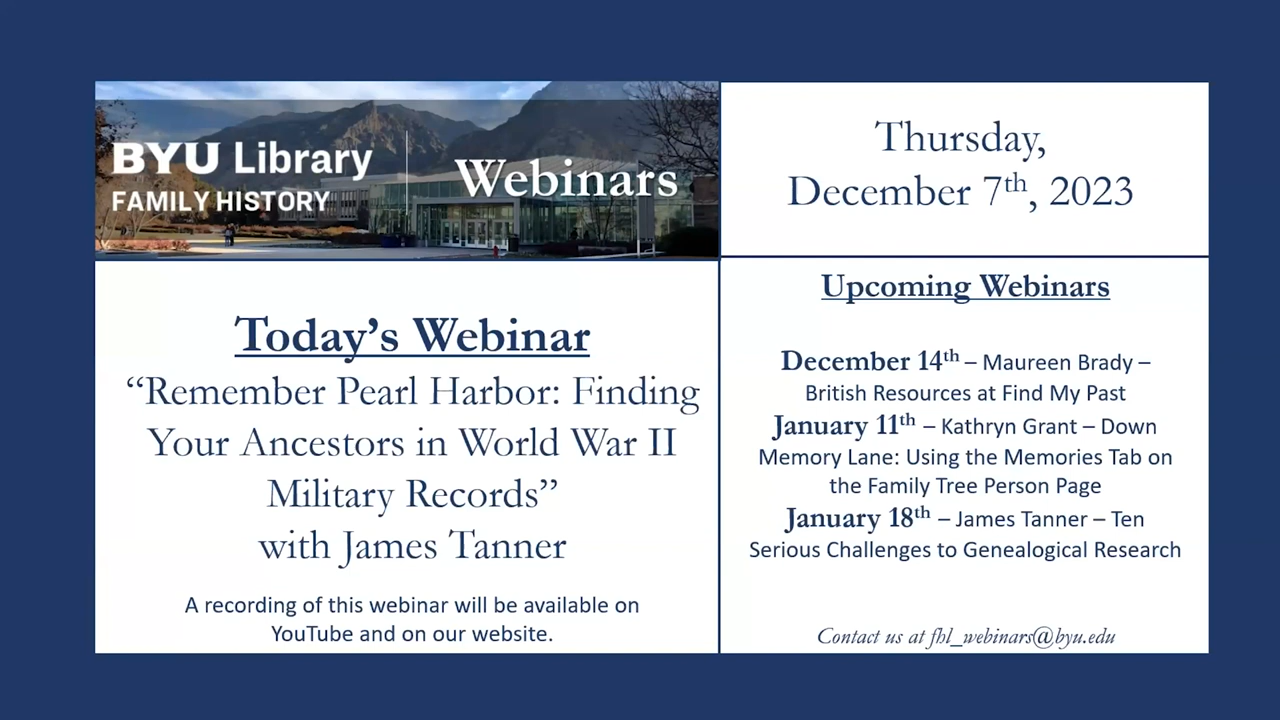 BYU Library
FAMILY HISTORY
Webinars
Thursday,
December 7th, 2023
Today’s Webinar
“Remember Pearl Harbor: Finding
Your Ancestors in World War II
Military Records”
with James Tanner
A recording of this webinar will be available on
YouTube and on our website.
Upcoming Webinars
December 14th – Maureen Brady –
British Resources at Find My Past
January 11th – Kathryn Grant – Down
Memory Lane: Using the Memories Tab on
the Family Tree Person Page
January 18th – James Tanner – Ten
Serious Challenges to Genealogical Research
Contact us at fhl_webinars@byu.edu